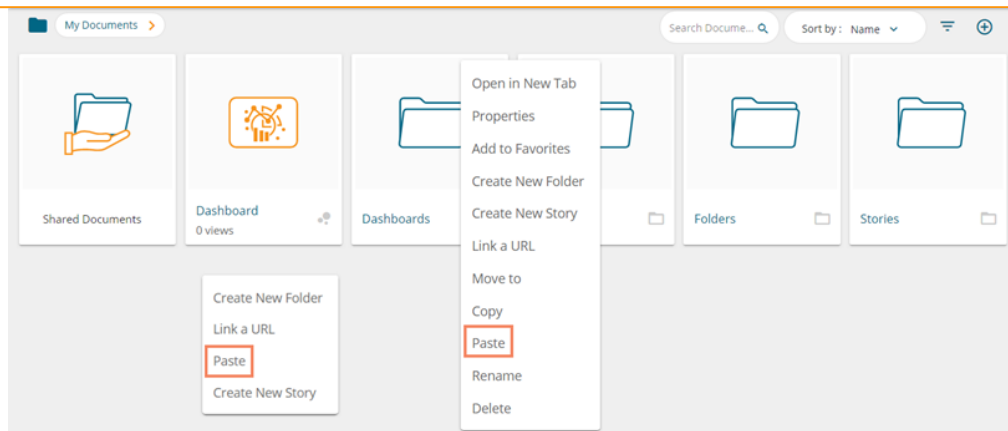 My Documents
Search Docume...
Sort by : Name
Shared Documents
Dashboard
0 views
Dashboards
Folders
Stories
Open in New Tab
Properties
Add to Favorites
Create New Folder
Create New Story
Link a URL
Move to
Copy
Paste
Rename
Delete
Create New Folder
Link a URL
Paste
Create New Story